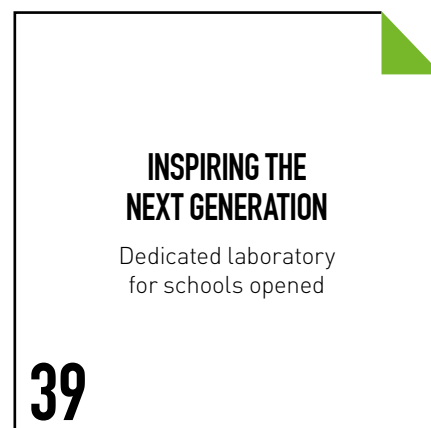 INSPIRING THE
NEXT GENERATION
Dedicated laboratory
for schools opened
39